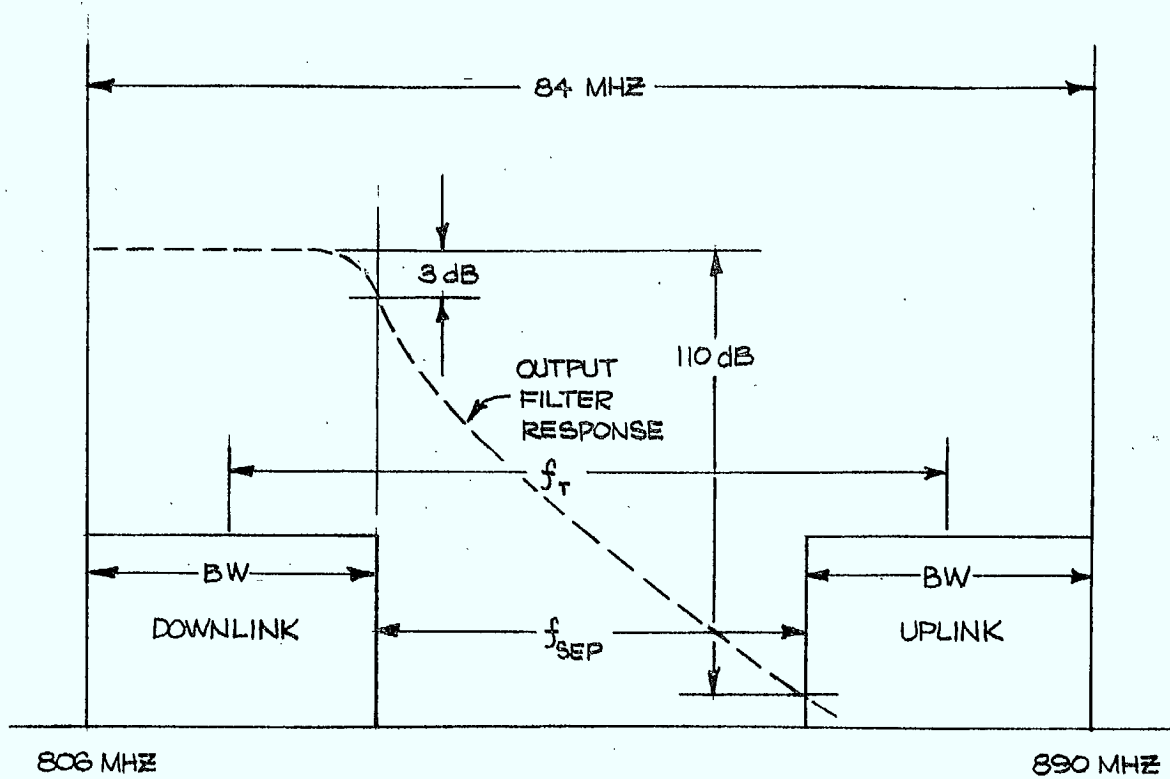 84 MHZ
3 dB
110 dB
OUTPUT
FILTER
RESPONSE
fT
BW
BW
DOWNLINK
fSEP
UPLINK
806 MHZ
890 MHZ